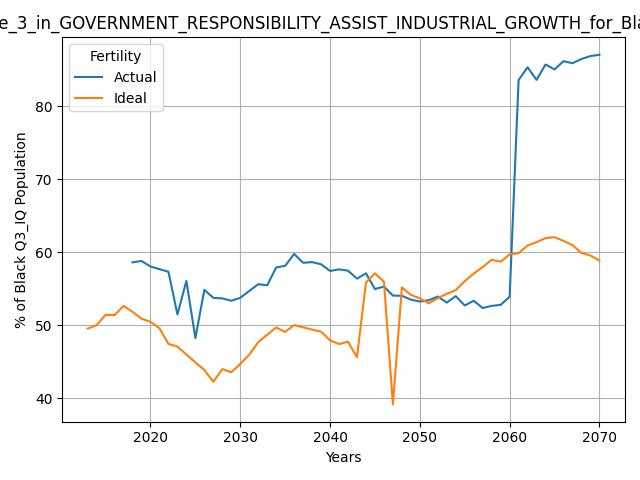 e_3_in_GOVERNMENT_RESPONSIBILITY_ASSIST_INDUSTRIAL_GROWTH_for_Bla
Fertility
Actual
Ideal
% of Black Q3_IQ Population
80
70
60
50
40
2020
2030
2040
2050
2060
2070
Years